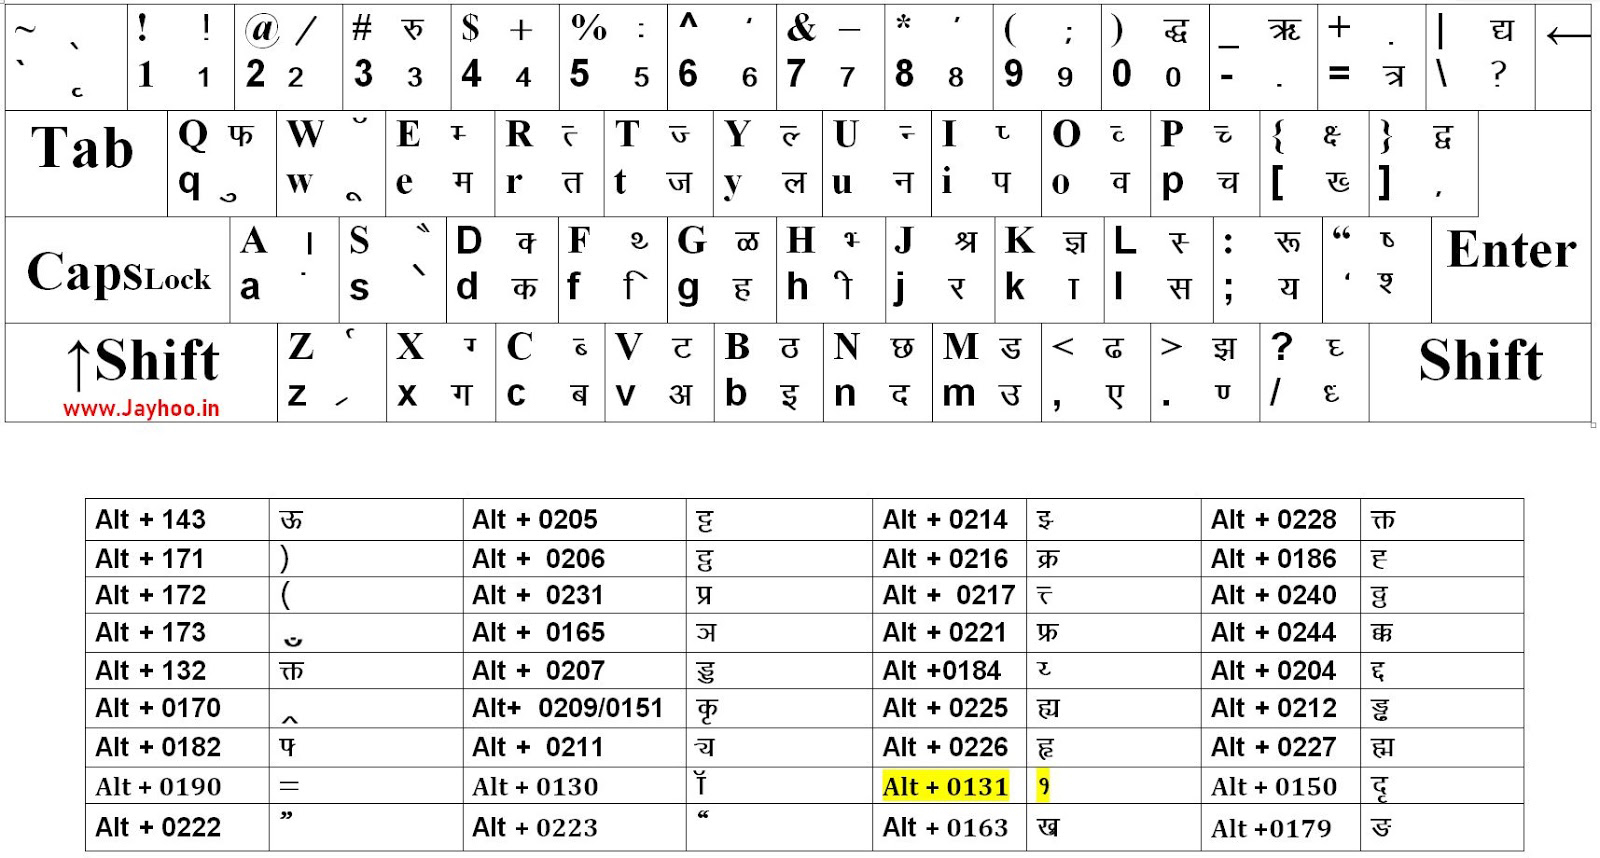 ~ ` ! ! @ / # रु $ + % : ^ ‘ & – * ’ ( ; ) द्ध _ ऋ + . | द्य ←
` ृ 1 1 2 2 3 3 4 4 5 5 6 6 7 7 8 8 9 9 0 0 - . = त्र \ ?
Tab Q फ W ॅ E म् R त् T ज् Y ल् U न् I प् O व् P च् { क्ष् } द्व
q ु w ू e म r त t ज y ल u न i प o व p च [ ख् ] ,
CapsLock A । S ै D क् F थ् G ळ H भ् J श्र K ज्ञ L स् : रू “ ष् Enter
a ं s े d क f ि g ह h ी j र k ा l स ; य ‘ श्
↑Shift Z र्‍ X ग् C ब् V ट B ठ N छ M ड < ढ > झ ? घ् Shift
www.Jayhoo.in z ्र x ग c ब v अ b इ n द m उ , ए . ण् / ध्
Alt + 143 ऊ Alt + 0205 ट्ट Alt + 0214 झ् Alt + 0228 क्त
Alt + 171 ) Alt + 0206 ट्ठ Alt + 0216 क्र Alt + 0186 ह्
Alt + 172 ( Alt + 0231 प्र Alt + 0217 त्त् Alt + 0240 ट्ठ
Alt + 173 Alt + 0165 ञ Alt + 0221 फ्र Alt + 0244 क्क
Alt + 132 क्त Alt + 0207 ड्ड Alt +0184 य् Alt + 0204 द्द
Alt + 0170 ‸ Alt+ 0209/0151 कृ Alt + 0225 ह्य Alt + 0212 ड्ढ
Alt + 0182 फ् Alt + 0211 Alt + 0226 हृ Alt + 0227 ह्म
Alt + 0190 = Alt + 0130 ॉ Alt + 0131 १ Alt + 0150 दृ
Alt + 0222 ” Alt + 0223 “ Alt + 0163 ख Alt +0179 ङ